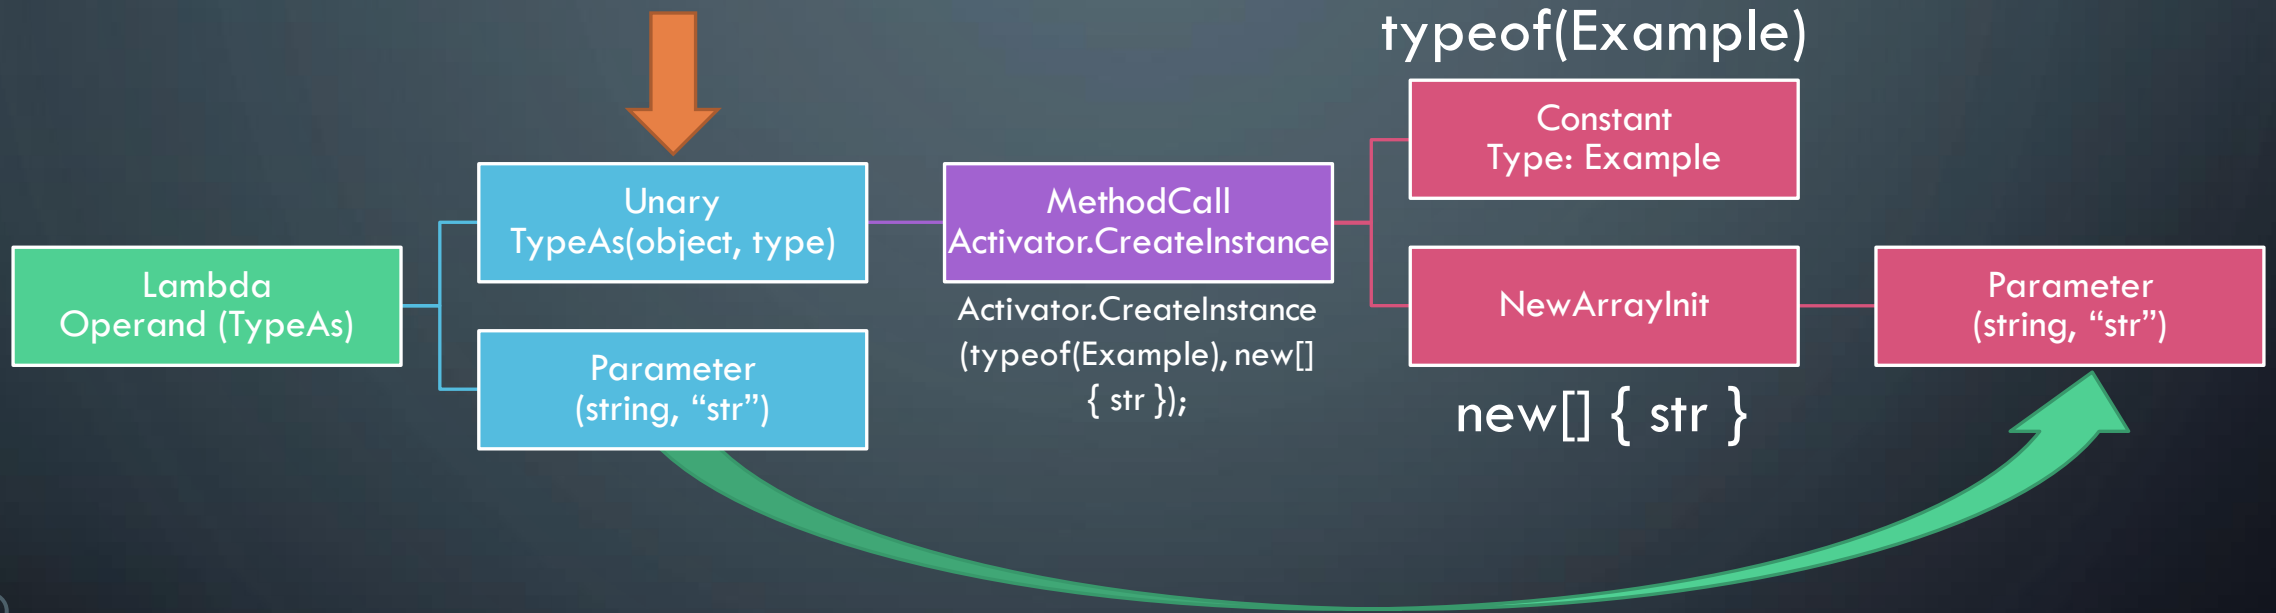 typeof(Example)
Constant
Type: Example
Unary
TypeAs(object, type)
MethodCall
Activator.CreateInstance
Lambda
Operand (TypeAs)
NewArrayInit
Parameter
(string, “str”)
Activator.CreateInstance
(typeof(Example), new[]
{ str });
Parameter
(string, “str”)
new[] { str }